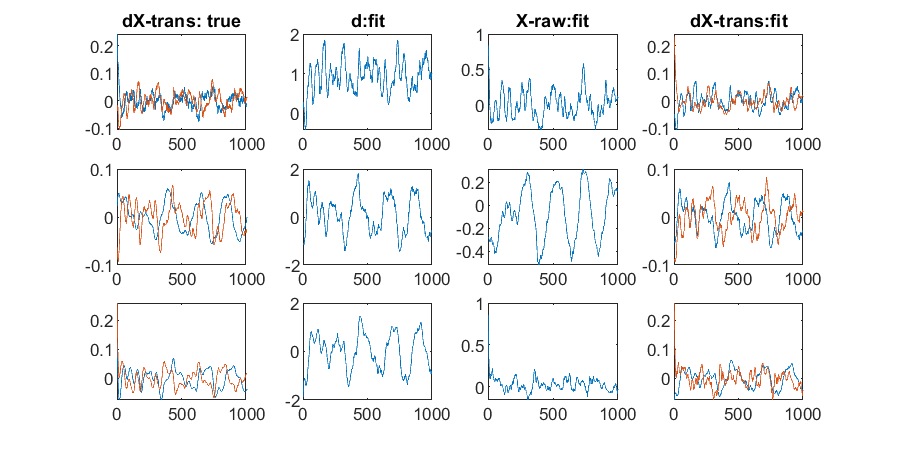 dX-trans: true d:fit X-raw:fit dX-trans:fit
0.2 2 1 0.2
0.1 1 0.5 0.1
0 0 0 0
-0.1 -0.1
0 500 1000 0 500 1000 0 500 1000 0 500 1000
0.1 2 0.2 0.1
0 0 0 0
-0.2
-0.4
-0.1 -2 -0.1
0 500 1000 0 500 1000 0 500 1000 0 500 1000
0.2 2 1 0.2
0.1 0 0.5 0.1
0 0 0
-2
0 500 1000 0 500 1000 0 500 1000 0 500 1000